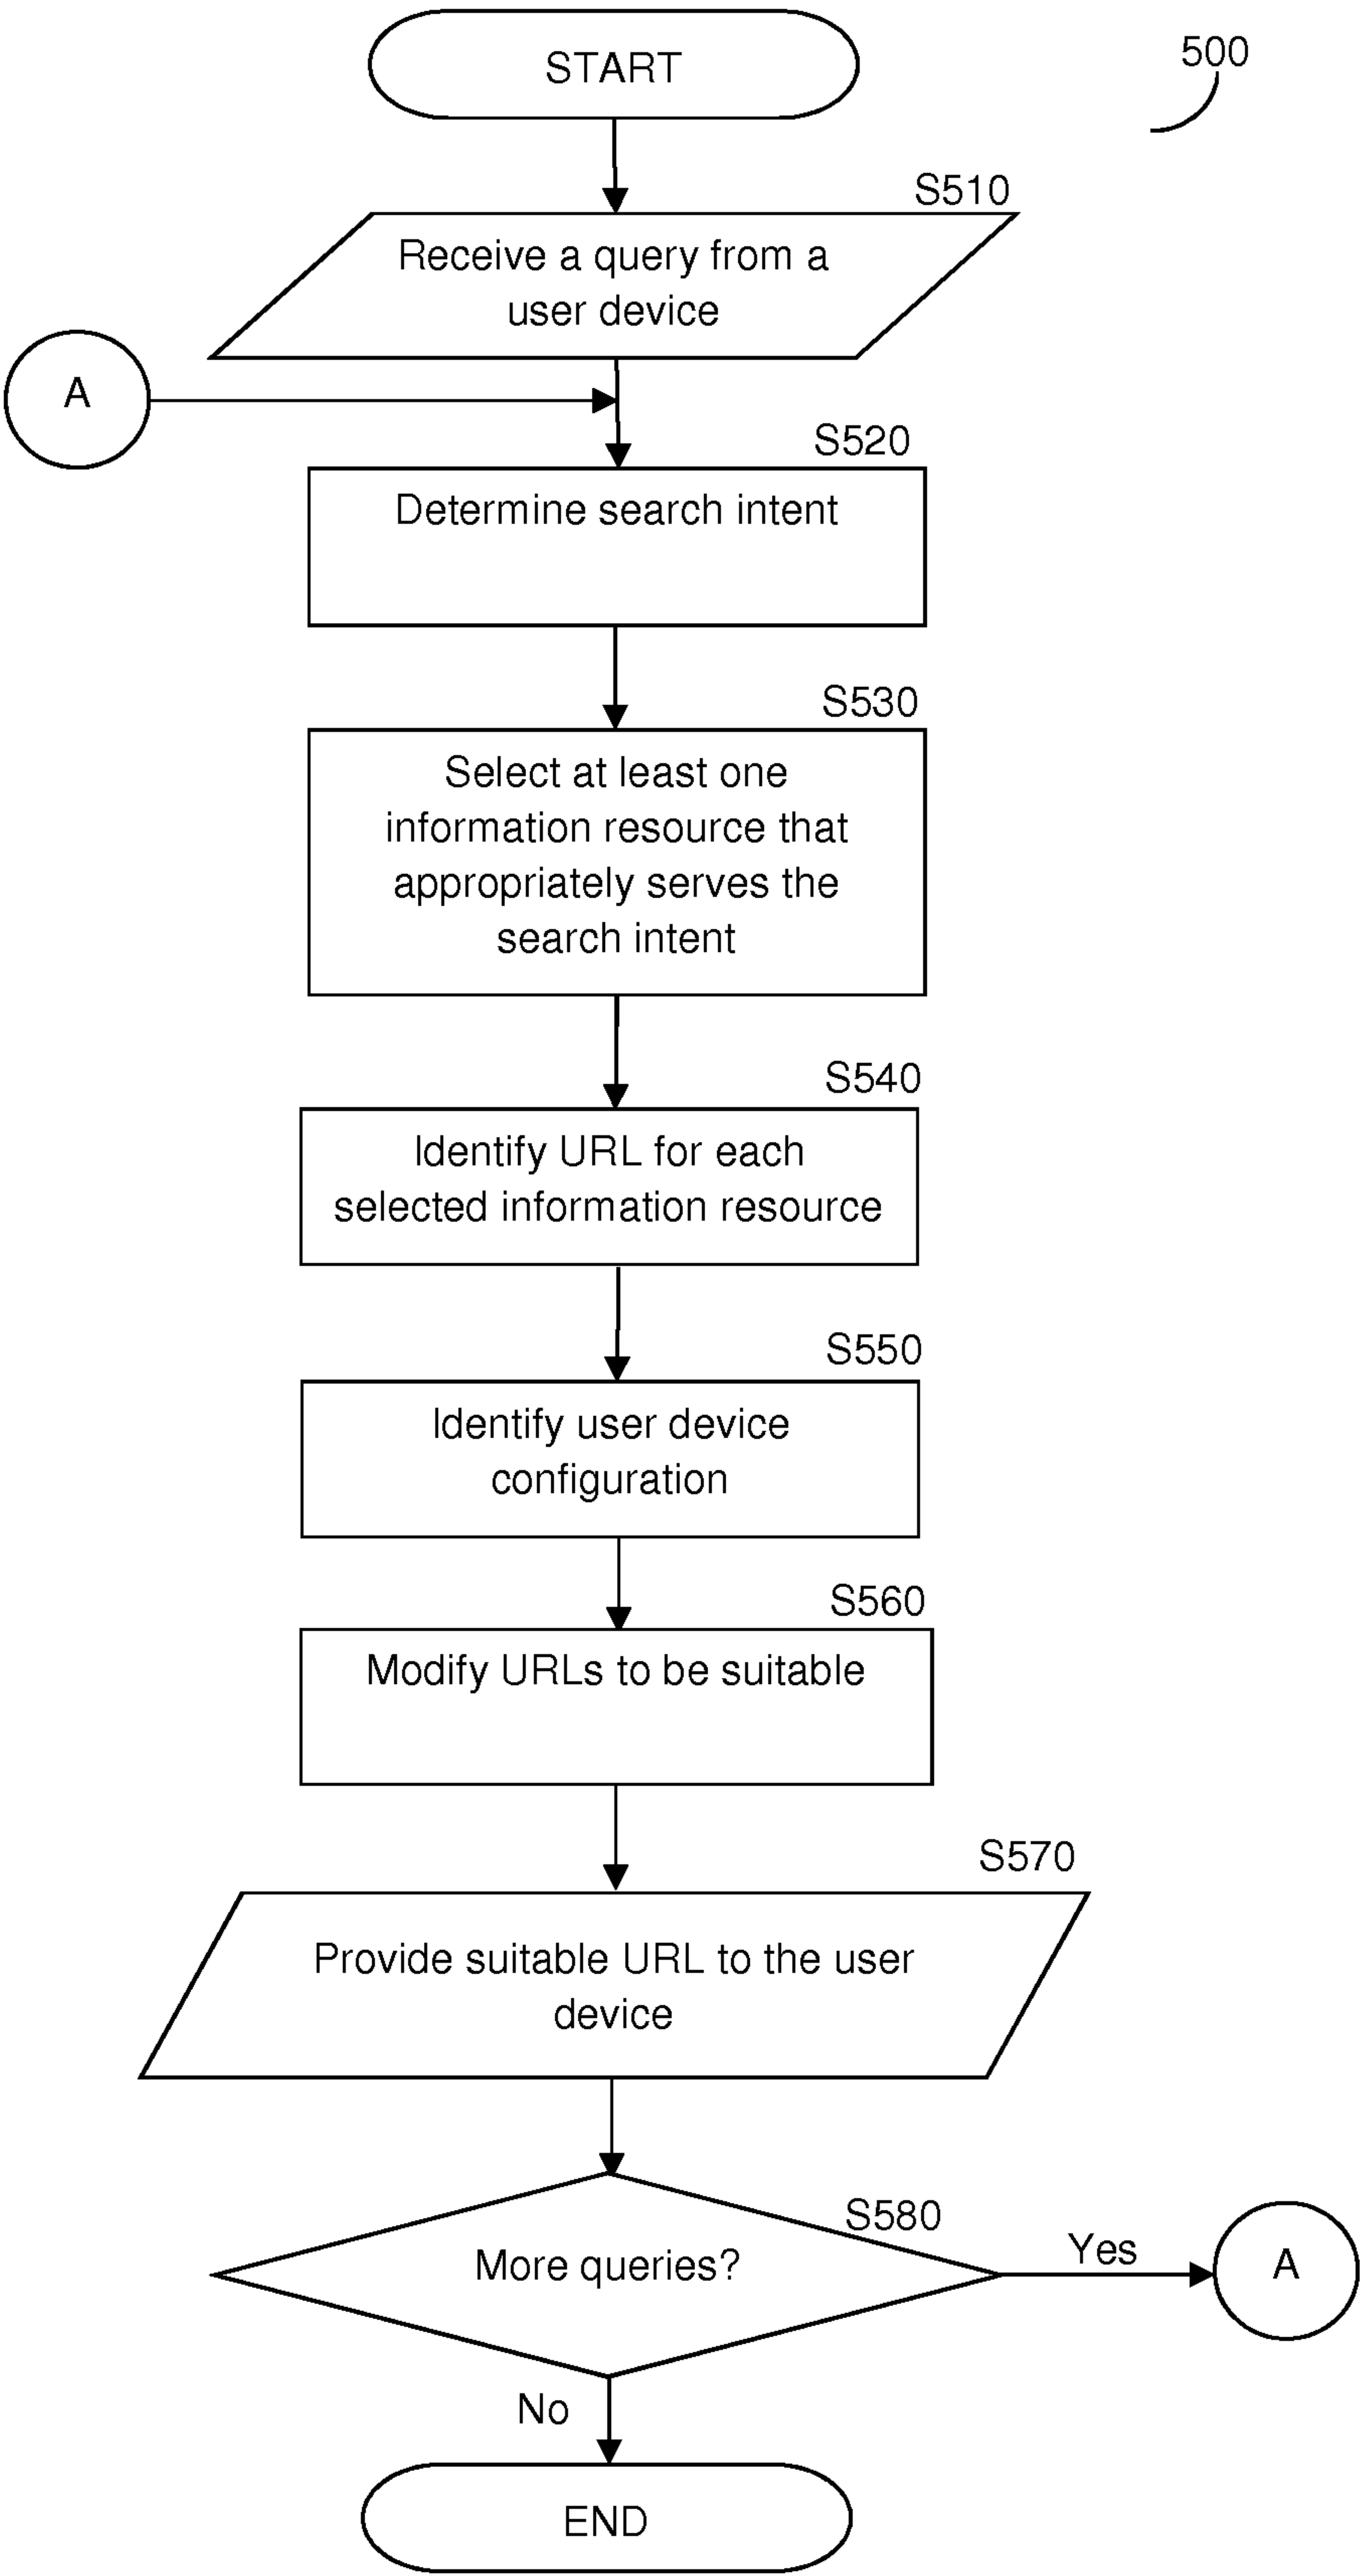 START
500
S510
Receive a query from a
user device
A
S520
Determine search intent
S530
Select at least one
information resource that
appropriately serves the
search intent
S540
Identify URL for each
selected information resource
S550
Identify user device
configuration
S560
Modify URLs to be suitable
S570
Provide suitable URL to the user
device
S580
More queries?
Yes
A
No
END